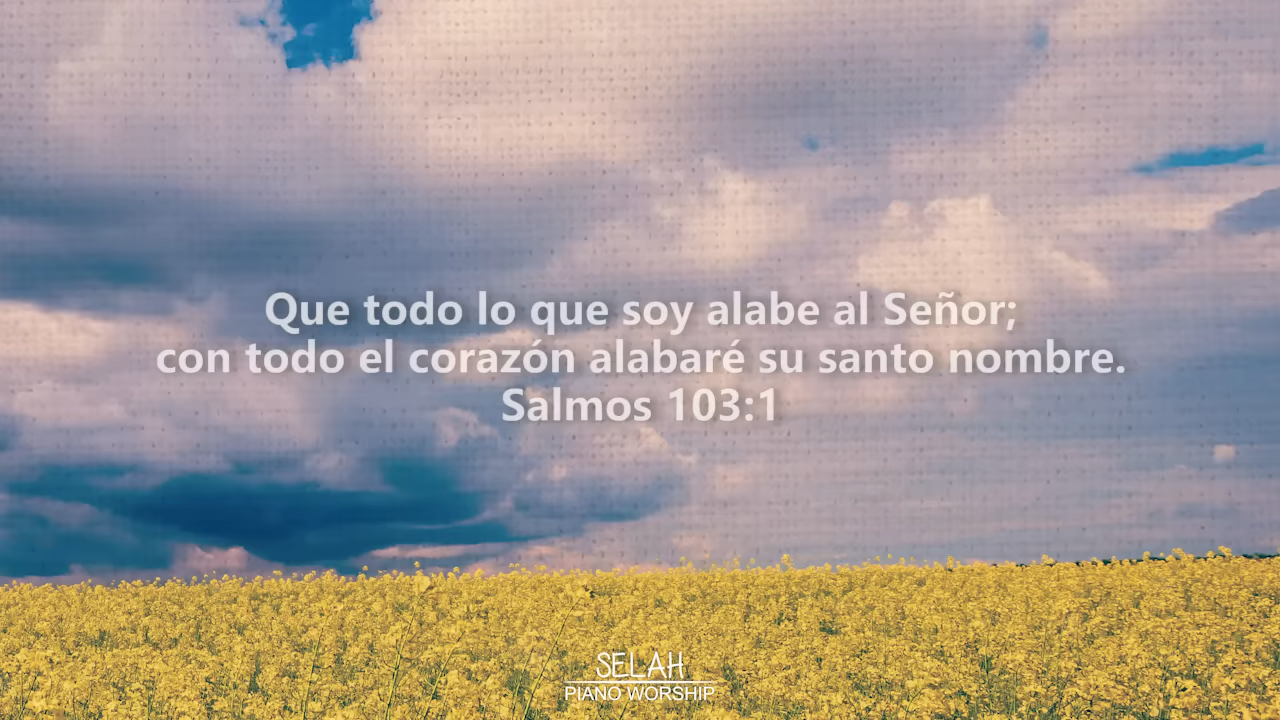 Que todo lo que soy alabe al Señor;
con todo el corazón alabaré su santo nombre.
Salmos 103:1
SELAH
PIANO WORSHIP